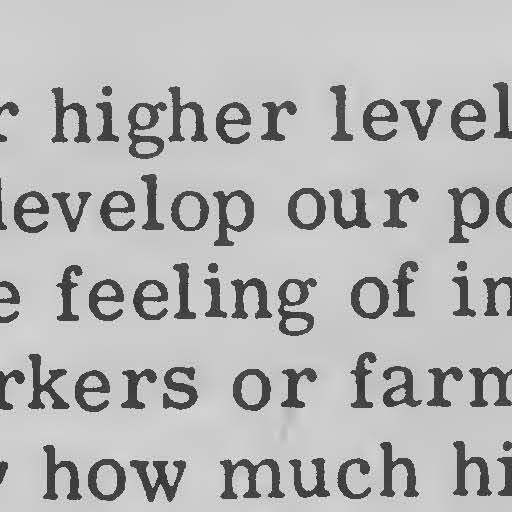 r higher level
levelop our po
e feeling of in
rkers or farm
y how much hi